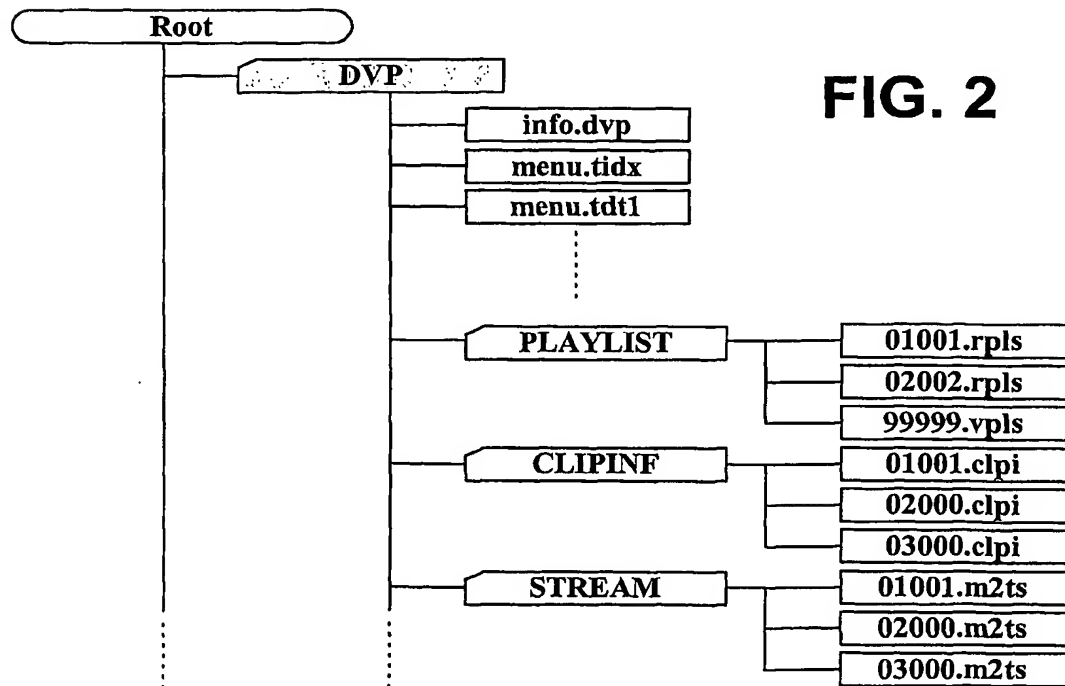 Root
DVP
FIG. 2
info.dvp
menu.tidx
menu.tdt1
PLAYLIST
01001.rpls
02002.rpls
99999.vpls
CLIPINF
01001.clpi
02000.clpi
03000.clpi
STREAM
01001.m2ts
02000.m2ts
03000.m2ts